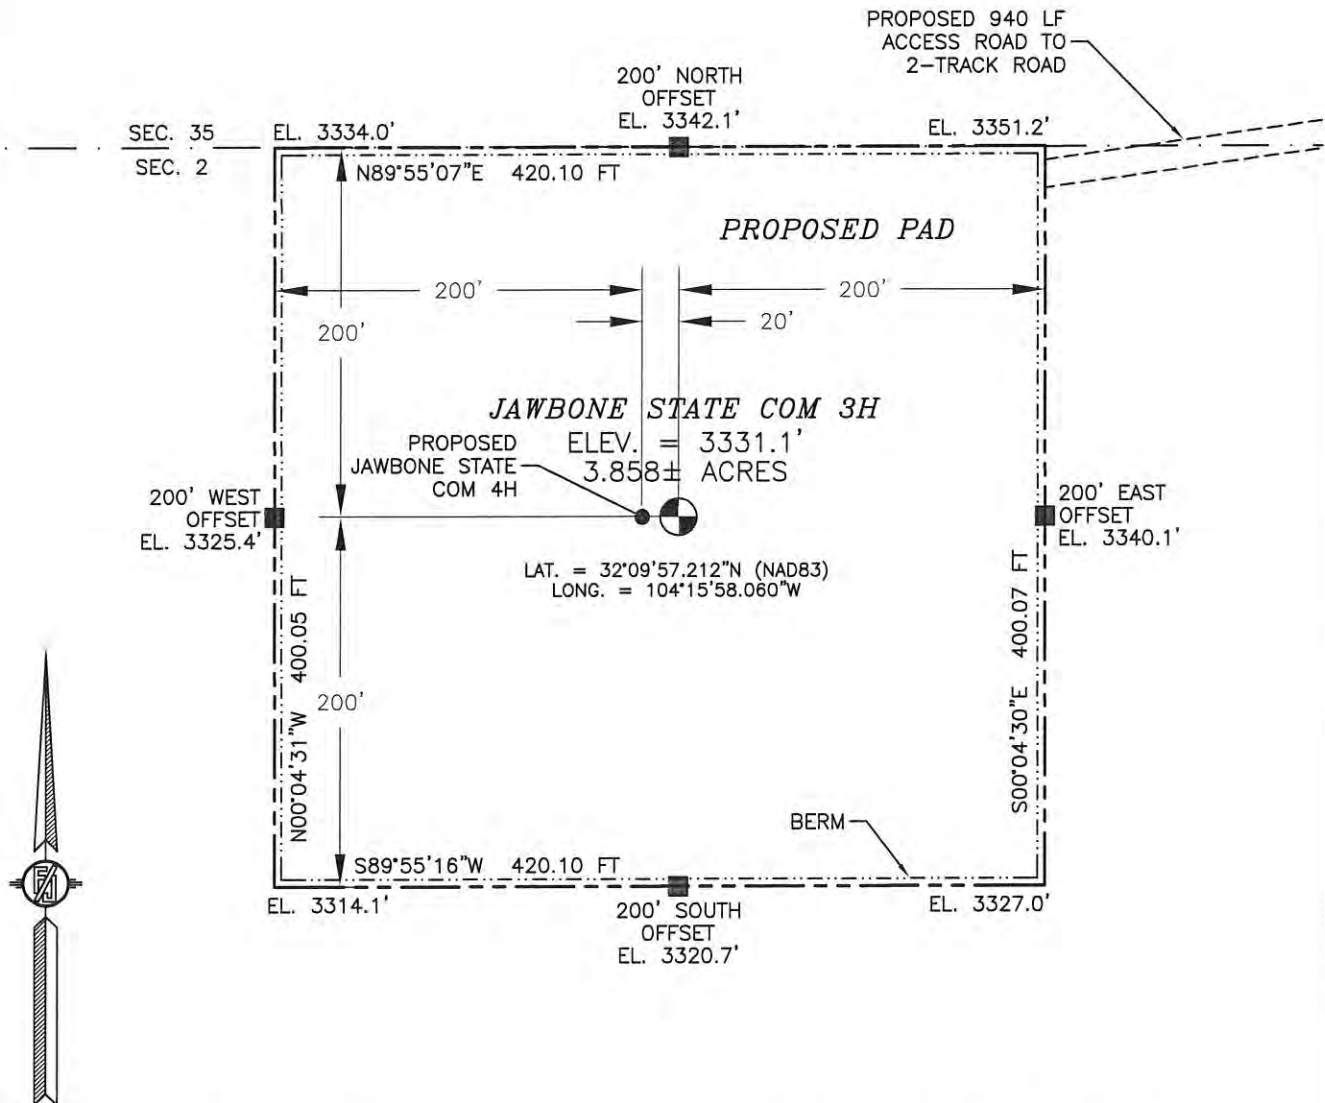 PROPOSED 940 LF
ACCESS ROAD TO
2-TRACK ROAD
200' NORTH
OFFSET
EL. 3342.1'
SEC. 35
SEC. 2
EL. 3334.0'
EL. 3351.2'
N89°55'07"E 420.10 FT
PROPOSED PAD
200'
200'
20'
200'
JAWBONE STATE COM 3H
ELEV. = 3331.1'
3.858± ACRES
PROPOSED
JAWBONE STATE
COM 4H
200' WEST
OFFSET
EL. 3325.4'
200' EAST
OFFSET
EL. 3340.1'
LAT. = 32°09'57.212"N (NAD83)
LONG. = 104°15'58.060"W
N00°04'31"W 400.05 FT
200'
S00°04'30"E 400.07 FT
BERM
S89°55'16"W 420.10 FT
EL. 3314.1'
EL. 3327.0'
200' SOUTH
OFFSET
EL. 3320.7'